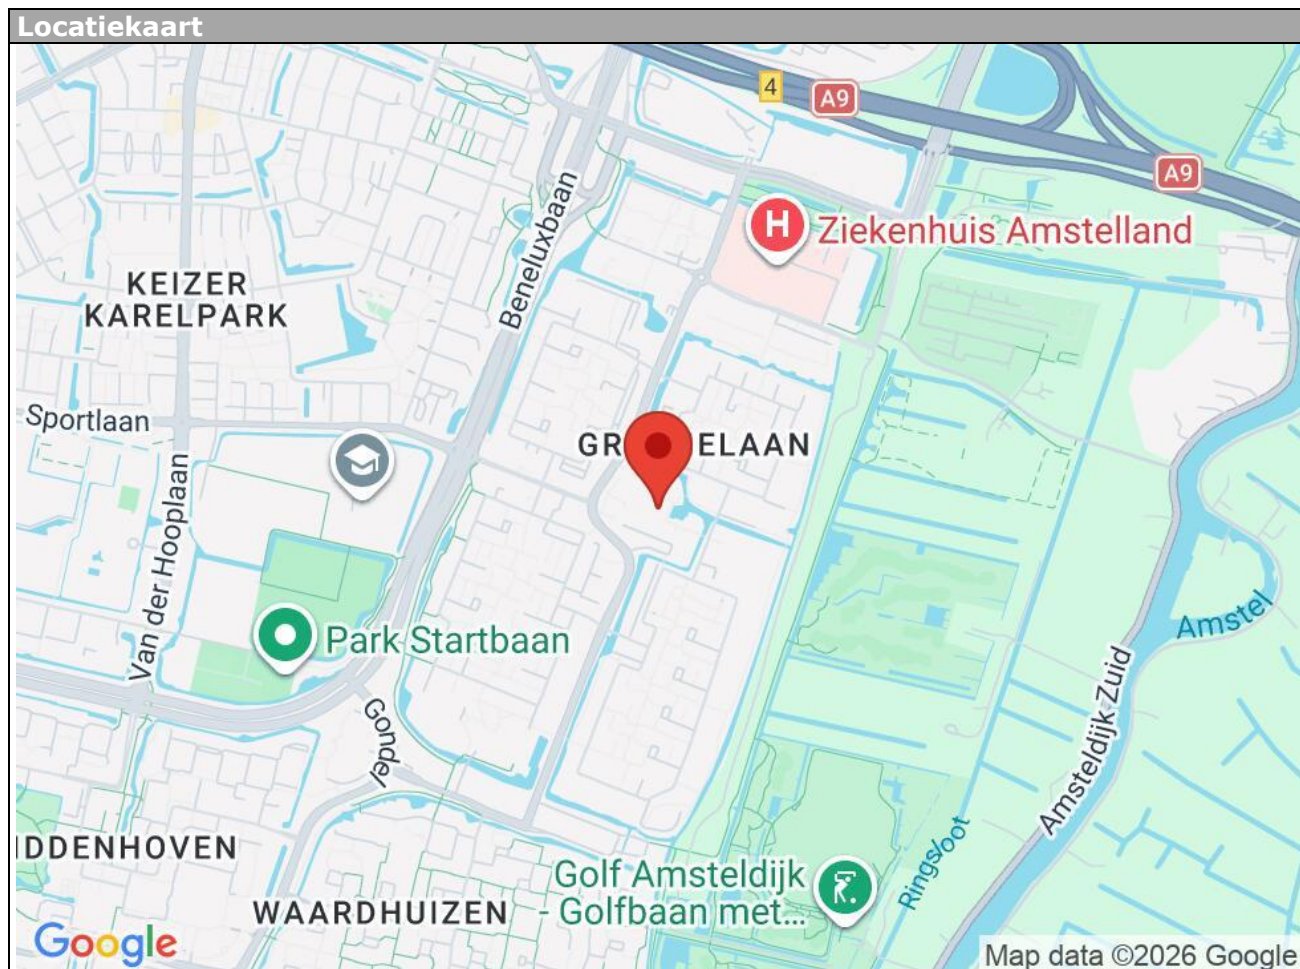 Locatiekaart
4
A9
A9
H
Ziekenhuis Amstelland
Beneluxbaan
KEIZER
KARELPARK
Sportlaan
GR ELAAN
Van der Hooplaan
Park Startbaan
Amstel
Gondel
Amsteldijk Zuid
IDDENHOVEN
Golf Amsteldijk
- Golfbaan met...
Ringsloot
WAARDHUIZEN
Google
Map data ©2026 Google